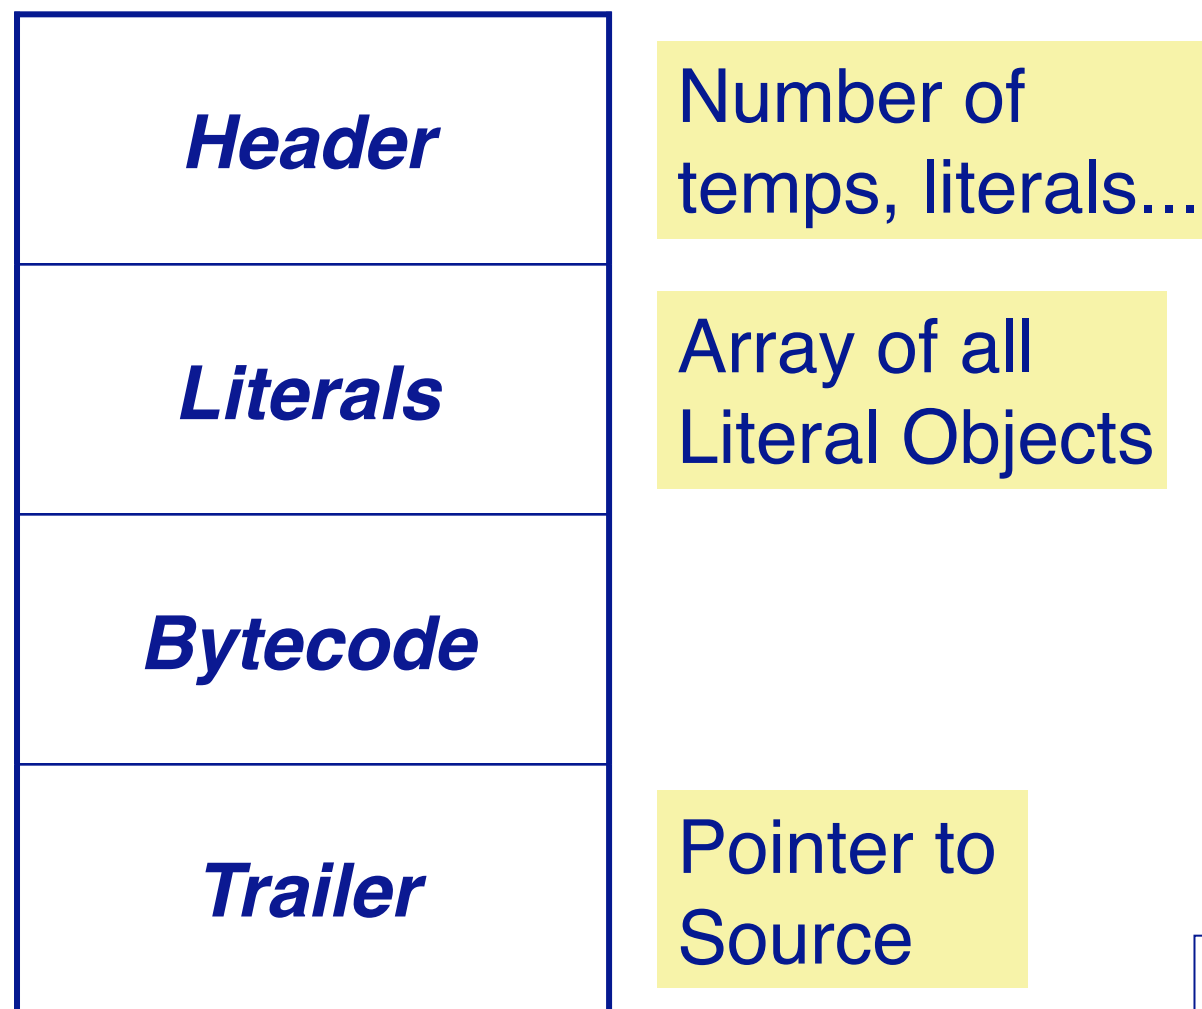 Header
Number of
temps, literals...
Literals
Array of all
Literal Objects
Bytecode
Trailer
Pointer to
Source